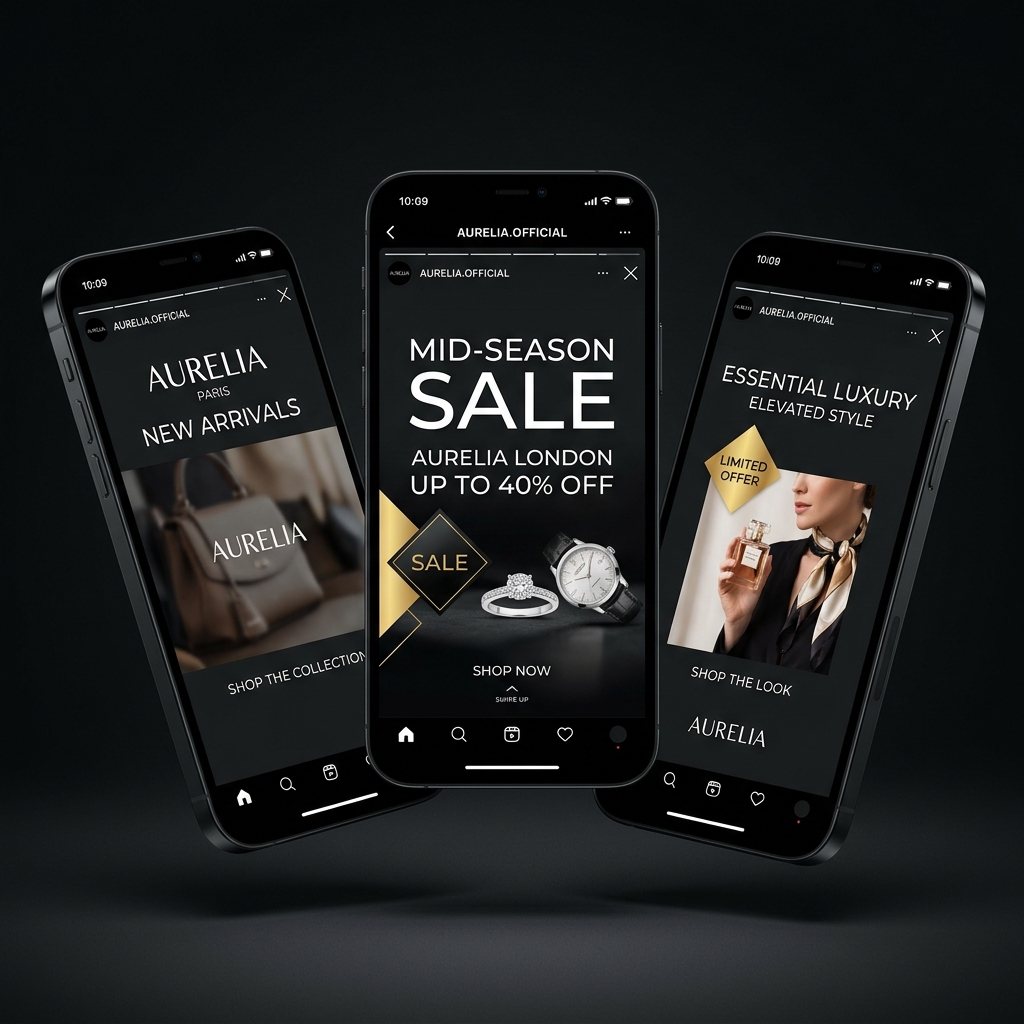 10:09
AURELIA.OFFICIAL
AURELIA
PARIS
NEW ARRIVALS
AURELIA
SHOP THE COLLECTION
10:09
AURELIA.OFFICIAL
AURELIA
AURELIA.OFFICIAL
MID-SEASON
SALE
AURELIA LONDON
UP TO 40% OFF
SALE
SHOP NOW
10:09
AURELIA.OFFICIAL
ESSENTIAL LUXURY
ELEVATED STYLE
LIMITED
OFFER
SHOP THE LOOK
AURELIA